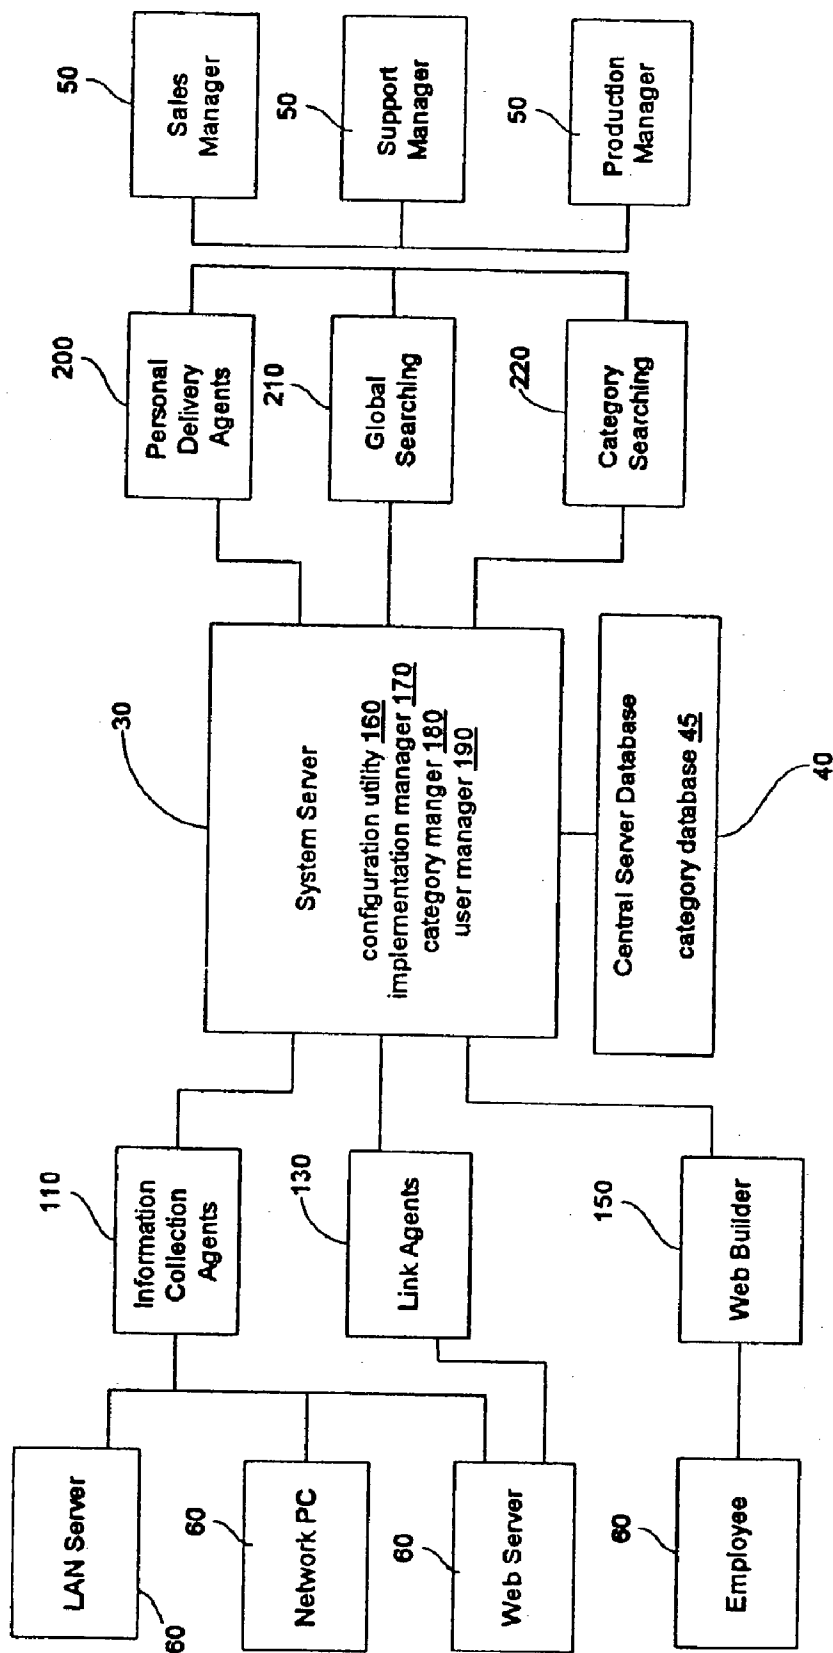 LAN Server
60
Network PC
60
Web Server
60
Employee
60
Information
Collection
Agents
110
Link Agents
130
Web Builder
150
System Server
configuration utility 160
implementation manager 170
category manger 180
user manager 190
30
Central Server Database
category database 45
40
Personal
Delivery
Agents
200
Global
Searching
210
Category
Searching
220
Sales
Manager
50
Support
Manager
50
Production
Manager
50